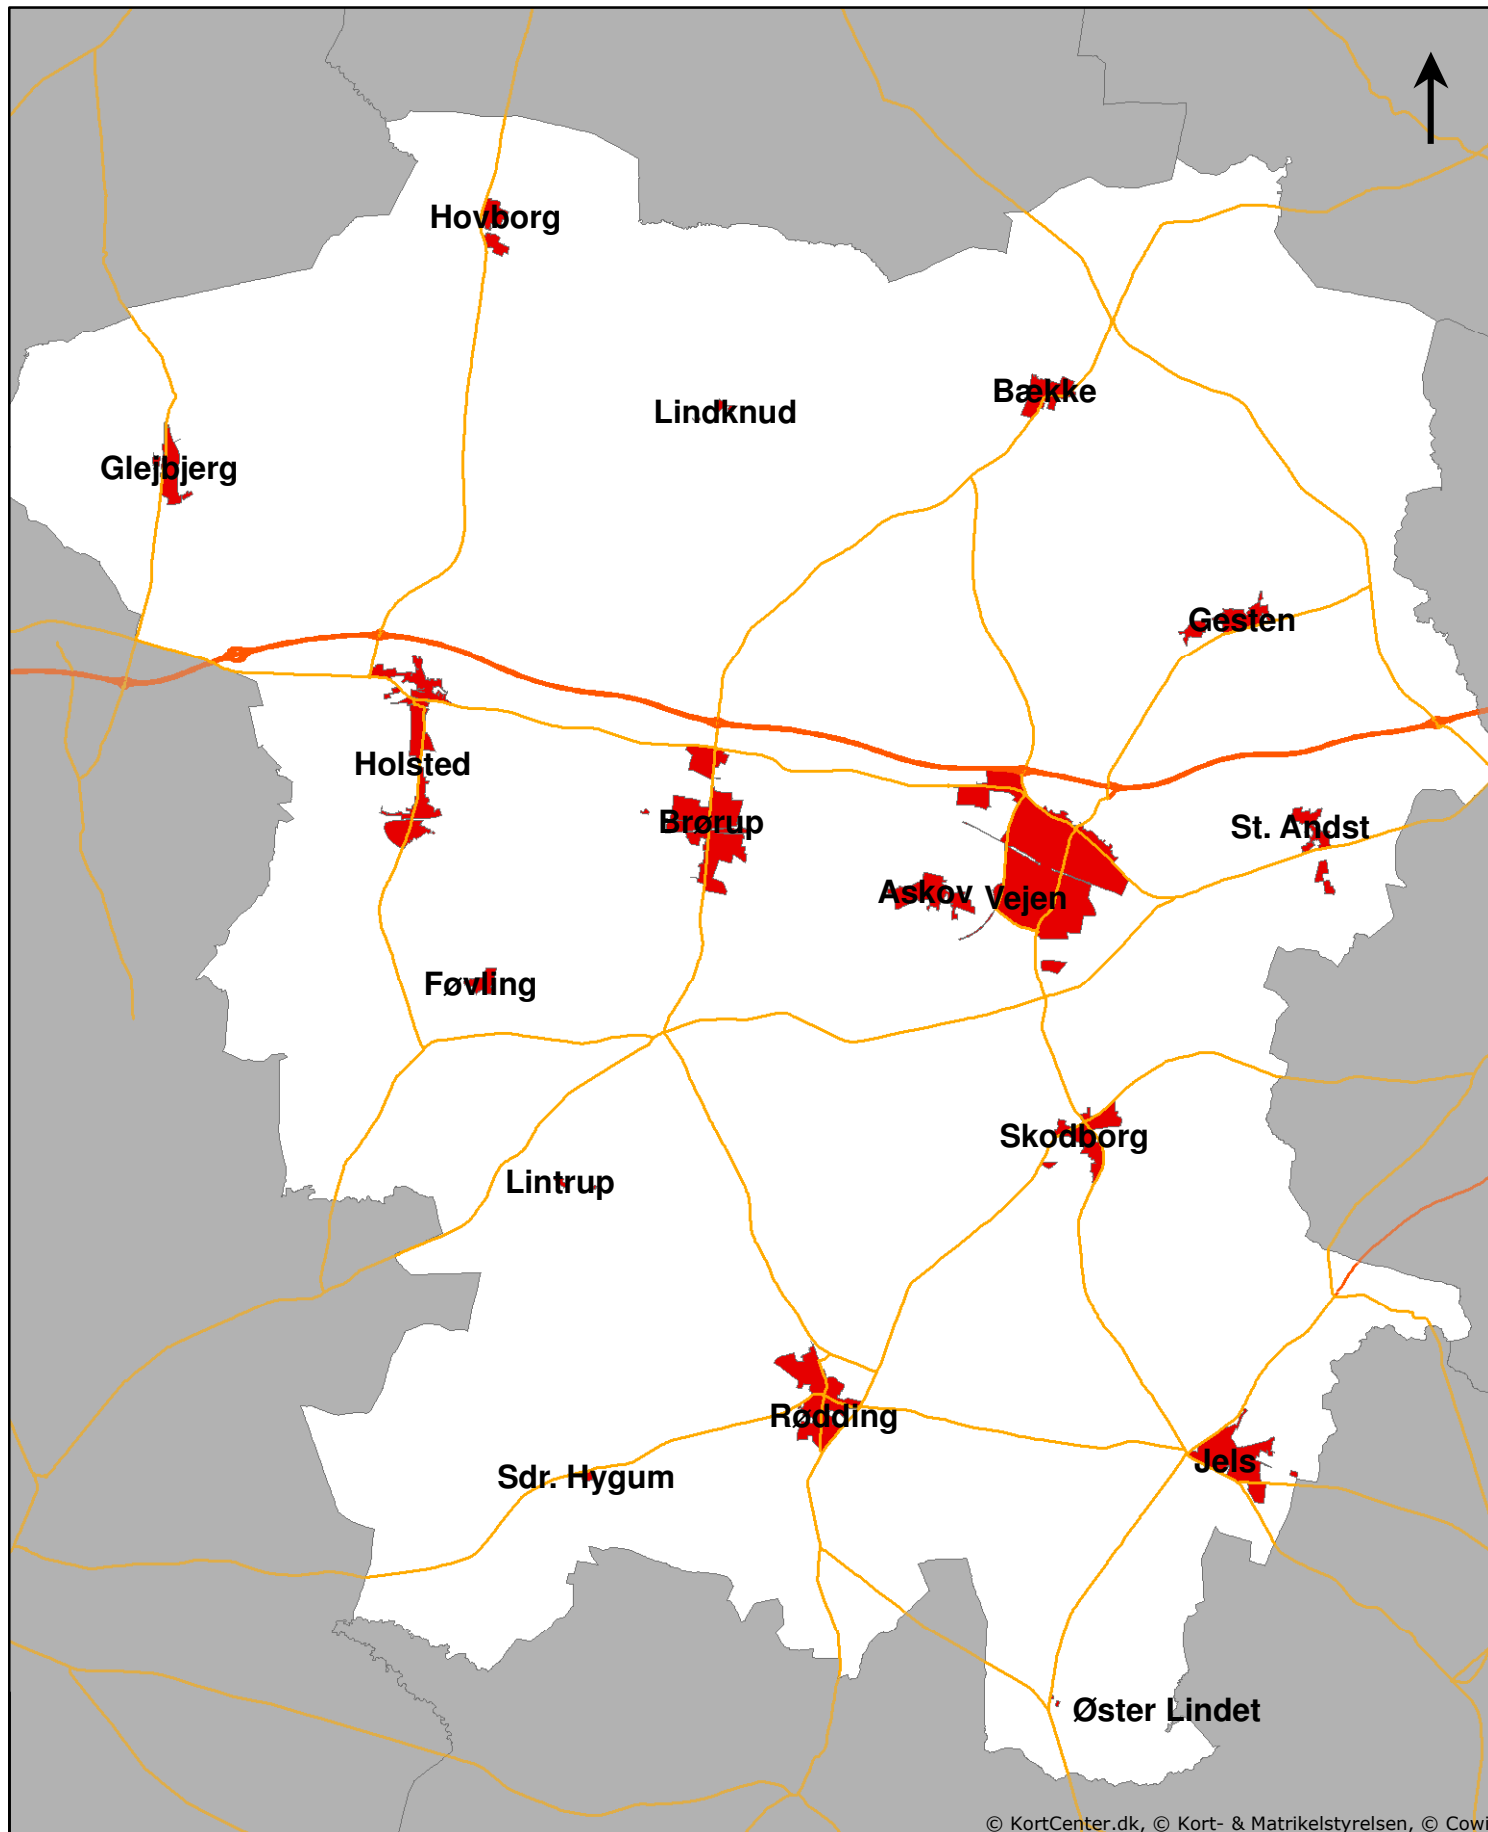 Hovborg
Bække
Lindknud
Glejbjerg
Gesten
Holsted
Brørup
St. Andst
Askov
Vejen
Føvling
Skodborg
Lintrup
Rødding
Jels
Sdr. Hygum
Øster Lindet
© KortCenter.dk, © Kort- & Matrikelstyrelsen, © Cowi